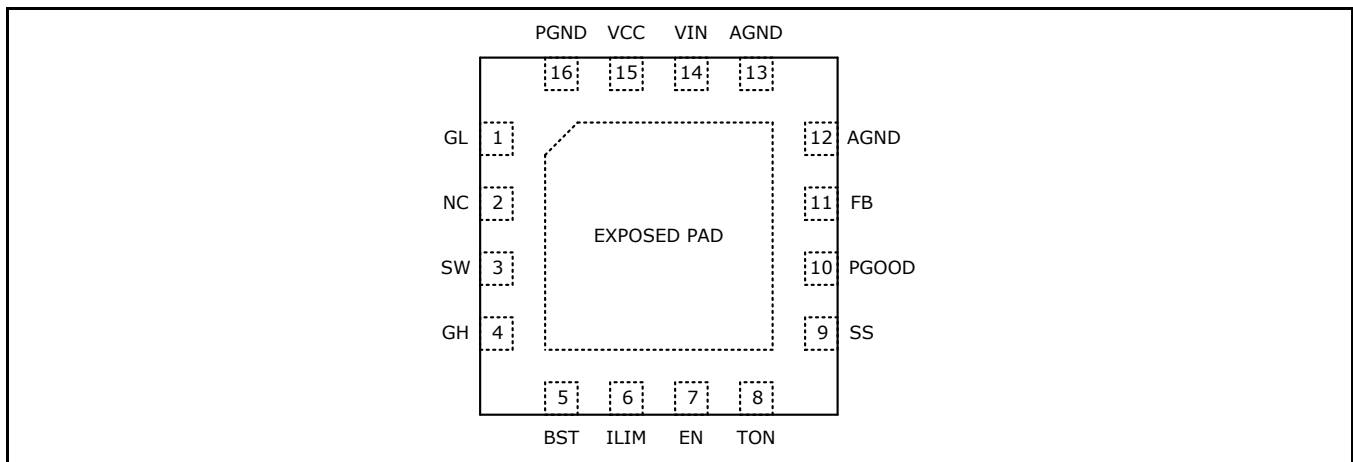 PGND VCC VIN AGND
16 15 14 13
GL 1 12 AGND
NC 2 11 FB
EXPOSED PAD
SW 3 10 PGOOD
GH 4 9 SS
5 6 7 8
BST ILIM EN TON